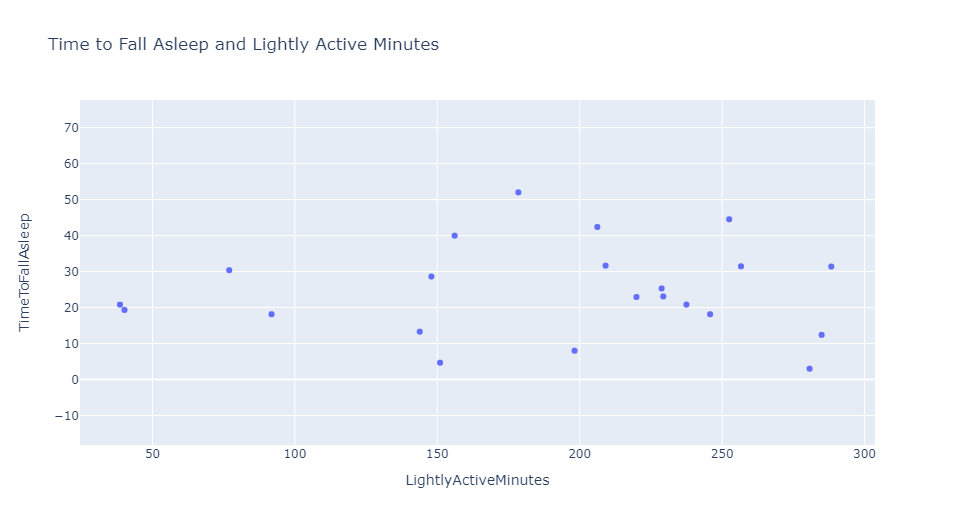 Time to Fall Asleep and Lightly Active Minutes
70
60
50
40
30
20
10
0
−10
TimeToFallAsleep
50 100 150 200 250 300
LightlyActiveMinutes